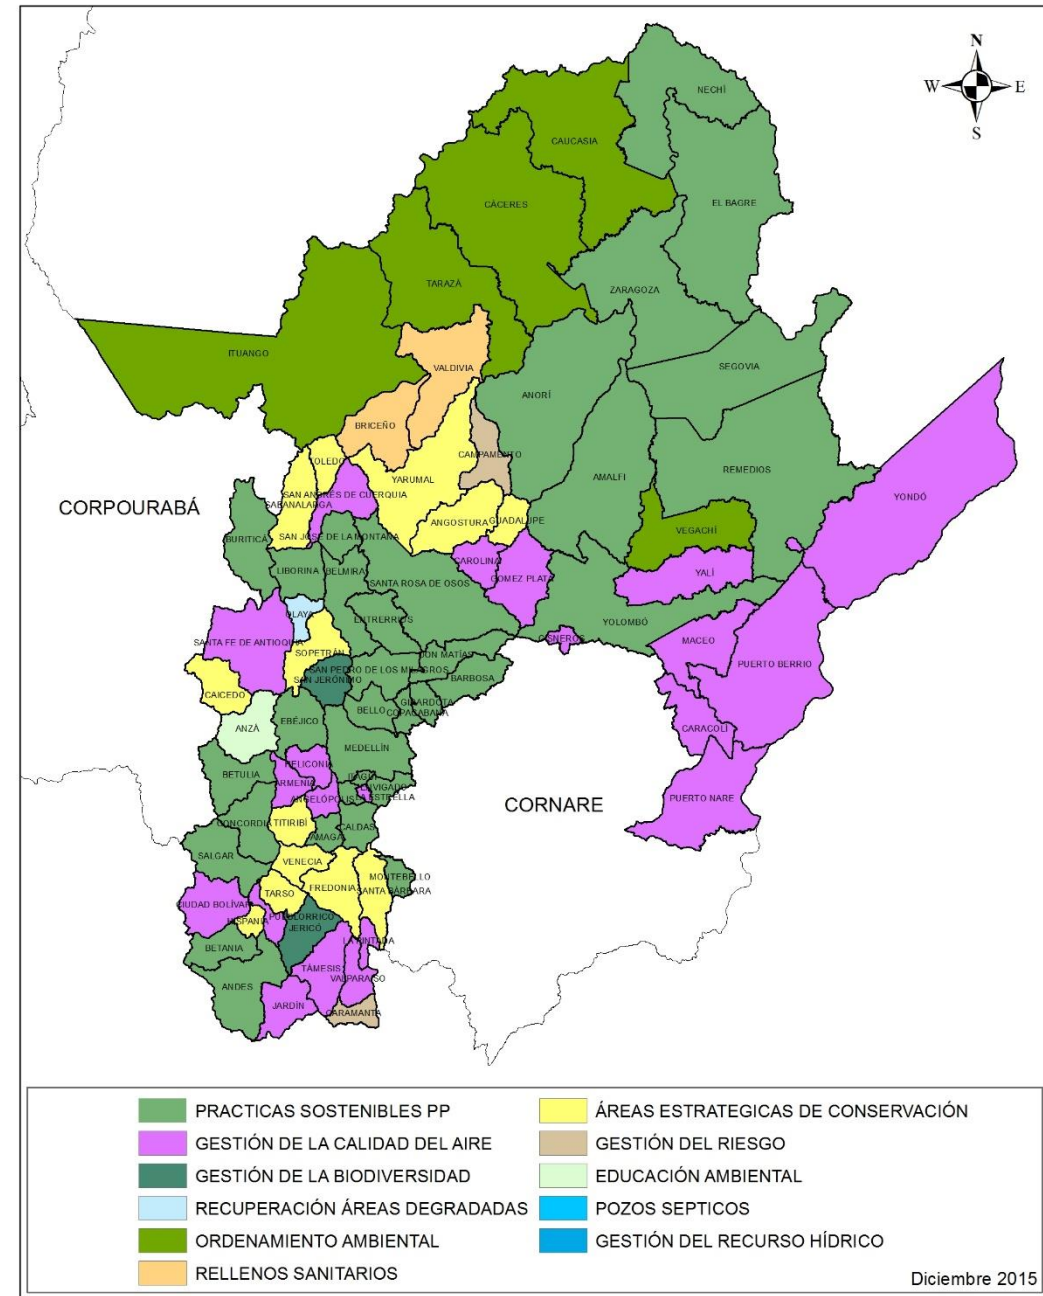 N
W E
S
NECHÍ
CAUCASIA
EL BAGRE
CÁCERES
TARAZÁ
ZARAGOZA
ITUANGO
VALDIVIA
SEGOVIA
ANORÍ
BRICEÑO
CAMPAMENTO
TOLEDO
YARUMAL
AMALFI
REMEDIOS
YONDÓ
SAN ANDRÉS DE CUERQUIA
SABANALARGA
CORPOURABÁ
ANGOSTURA
GUADALUPE
VEGACHÍ
BURITICÁ
SAN JOSÉ DE LA MONTAÑA
CAROLINA
LIBORINA
BELMIRA
SANTA ROSA DE OSOS
GÓMEZ PLATA
YALÍ
OLAYA
ENTRERRÍOS
YOLOMBÓ
SANTA FE DE ANTIOQUIA
CISNEROS
MACEO
SOPETRÁN
DON MATÍAS
PUERTO BERRIO
SAN PEDRO DE LOS MILAGROS
SAN JERÓNIMO
BARBOSA
CAICEDO
GIRARDOTA
BELLO
COPACABANA
ANZÁ
EBÉJICO
CARACOLÍ
MEDELLÍN
HELICONIA
BETULIA
ARMENIA
ITAGÜÍ
ENVIGADO
ANGELÓPOLIS
LA ESTRELLA
PUERTO NARE
CORNARE
CONCORDIA
TITIRIBÍ
CALDAS
AMAGÁ
SALGAR
VENECIA
MONTEBELLO
FREDONIA
SANTA BÁRBARA
TARSO
CIUDAD BOLÍVAR
HISPANIA
PUEBLORRICO
JERICÓ
LA PINTADA
BETANIA
TÁMESIS
VALPARAÍSO
ANDES
JARDÍN
CARAMANTA
PRACTICAS SOSTENIBLES PP
GESTIÓN DE LA CALIDAD DEL AIRE
GESTIÓN DE LA BIODIVERSIDAD
RECUPERACIÓN ÁREAS DEGRADADAS
ORDENAMIENTO AMBIENTAL
RELLENOS SANITARIOS
ÁREAS ESTRATEGICAS DE CONSERVACIÓN
GESTIÓN DEL RIESGO
EDUCACIÓN AMBIENTAL
POZOS SEPTICOS
GESTIÓN DEL RECURSO HÍDRICO
Diciembre 2015